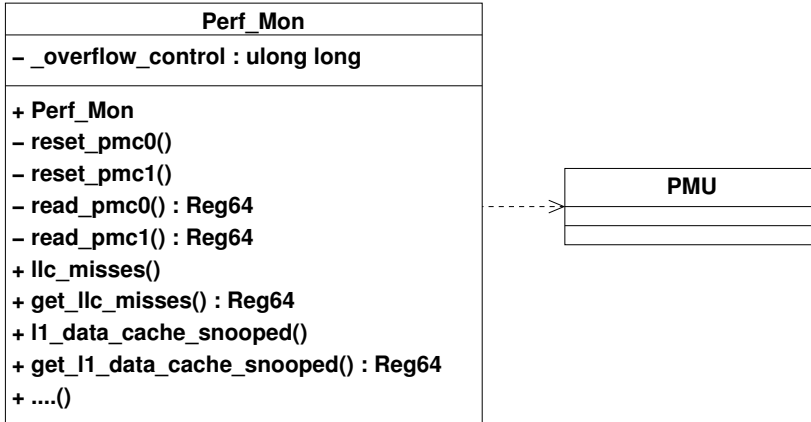 Perf_Mon
– _overflow_control : ulong long
+ Perf_Mon
– reset_pmc0()
– reset_pmc1()
– read_pmc0() : Reg64
– read_pmc1() : Reg64
+ llc_misses()
+ get_llc_misses() : Reg64
+ l1_data_cache_snooped()
+ get_l1_data_cache_snooped() : Reg64
+ ....()
PMU